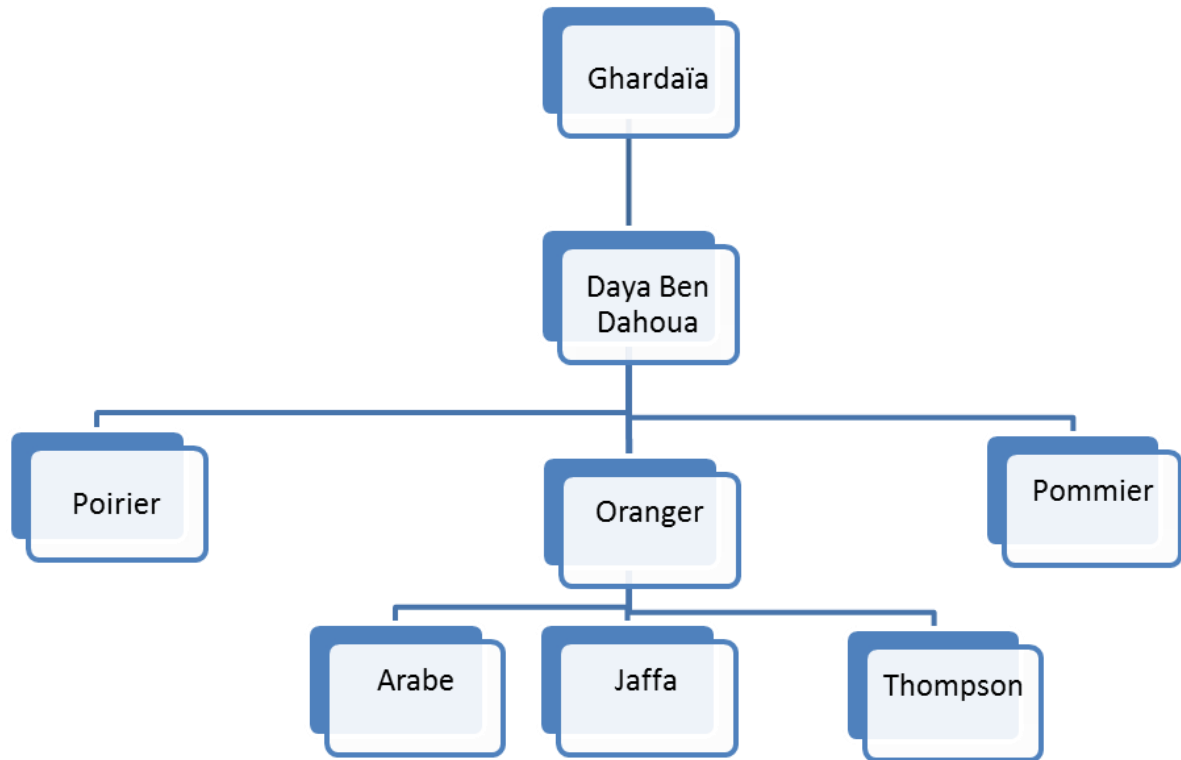 Ghardaïa
Daya Ben
Dahoua
Poirier
Oranger
Pommier
Arabe
Jaffa
Thompson